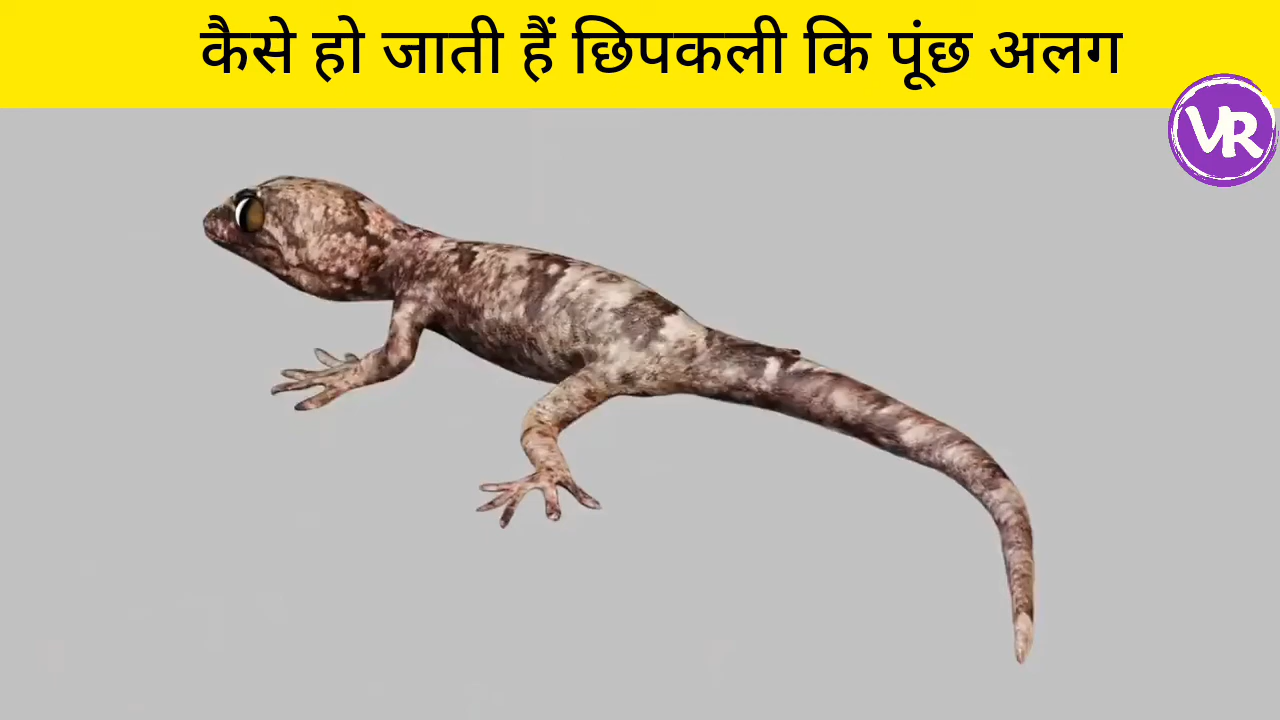 कैसे हो जाती हैं छिपकली कि पूंछ अलग
VR